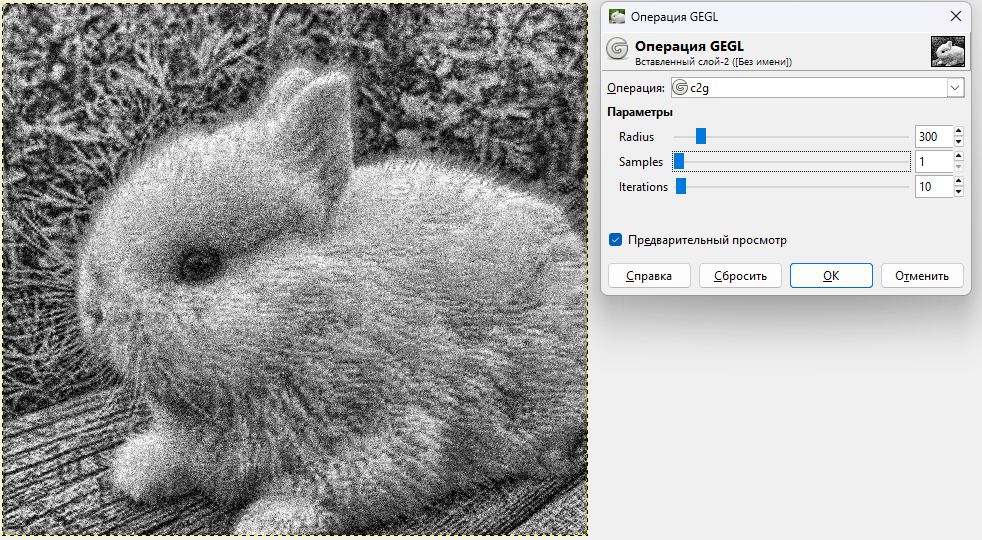 Операция GEGL
Операция GEGL
Вставленный слой-2 ([Без имени])
Операция: c2g
Параметры
Radius 300
Samples 1
Iterations 10
Предварительный просмотр
Справка Сбросить OK Отменить